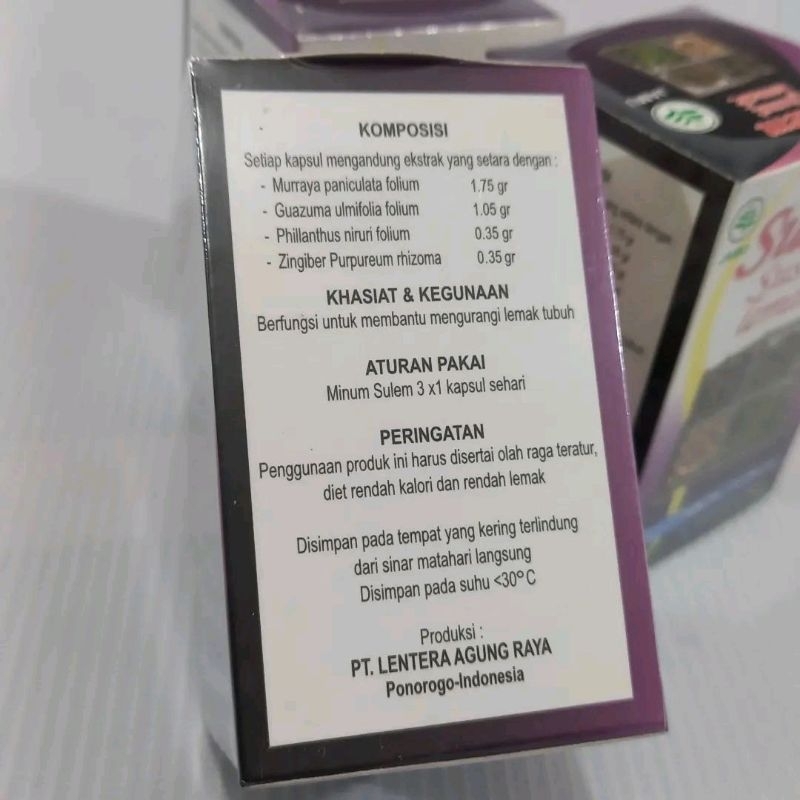 KOMPOSISI
Setiap kapsul mengandung ekstrak yang setara dengan :
- Murraya paniculata folium 1.75 gr
- Guazuma ulmifolia folium 1.05 gr
- Phillanthus niruri folium 0.35 gr
- Zingiber Purpureum rhizoma 0.35 gr
KHASIAT & KEGUNAAN
Berfungsi untuk membantu mengurangi lemak tubuh
ATURAN PAKAI
Minum Sulem 3 x1 kapsul sehari
PERINGATAN
Penggunaan produk ini harus disertai olah raga teratur,
diet rendah kalori dan rendah lemak
Disimpan pada tempat yang kering terlindung
dari sinar matahari langsung
Disimpan pada suhu <30°C
Produksi :
PT. LENTERA AGUNG RAYA
Ponorogo-Indonesia